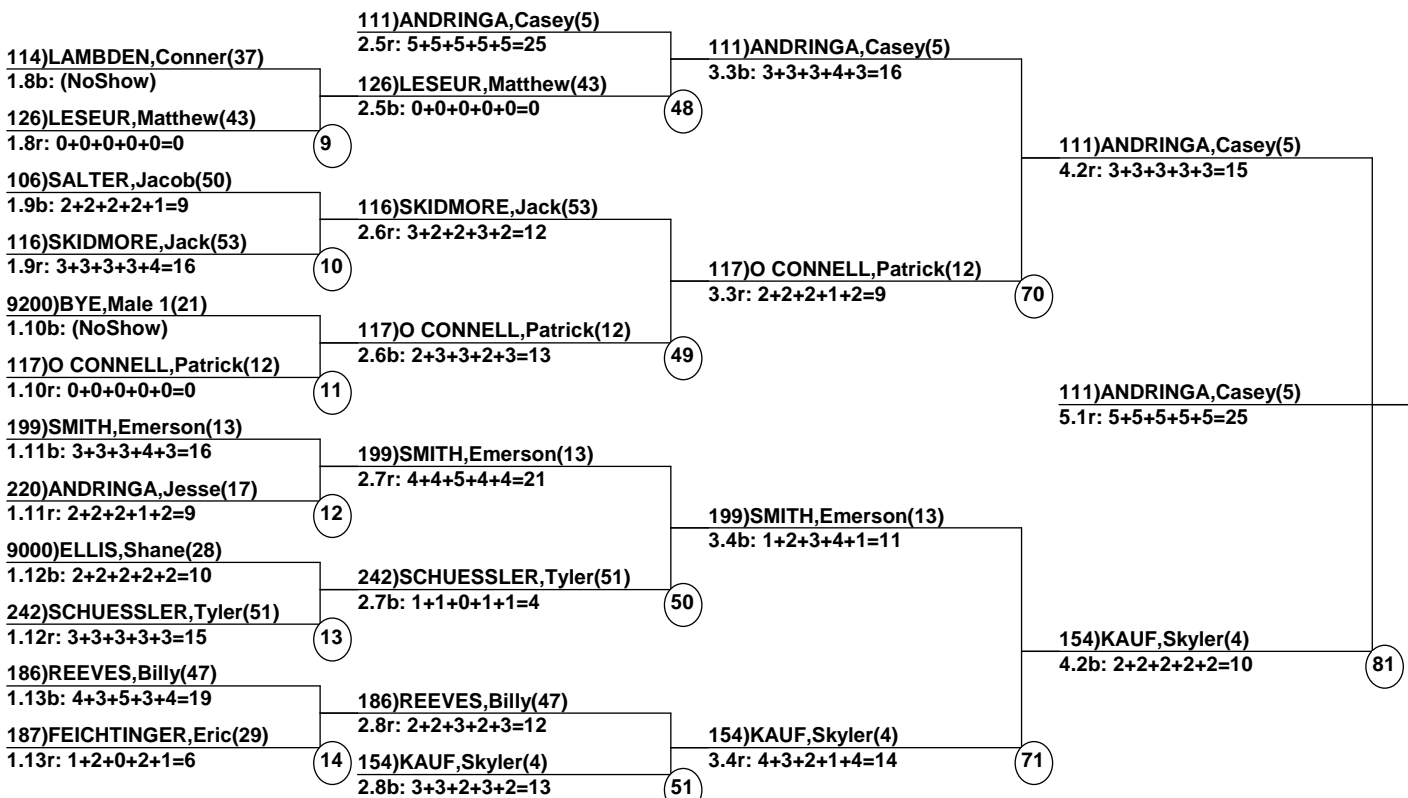 111)ANDRINGA,Casey(5)
2.5r: 5+5+5+5+5=25
114)LAMBDEN,Conner(37)
1.8b: (NoShow)
126)LESEUR,Matthew(43)
2.5b: 0+0+0+0+0=0
48
126)LESEUR,Matthew(43)
1.8r: 0+0+0+0+0=0
9
111)ANDRINGA,Casey(5)
3.3b: 3+3+3+4+3=16
106)SALTER,Jacob(50)
1.9b: 2+2+2+2+1=9
116)SKIDMORE,Jack(53)
2.6r: 3+2+2+3+2=12
116)SKIDMORE,Jack(53)
1.9r: 3+3+3+3+4=16
10
111)ANDRINGA,Casey(5)
4.2r: 3+3+3+3+3=15
117)O CONNELL,Patrick(12)
3.3r: 2+2+2+1+2=9
70
9200)BYE,Male 1(21)
1.10b: (NoShow)
117)O CONNELL,Patrick(12)
2.6b: 2+3+3+2+3=13
49
117)O CONNELL,Patrick(12)
1.10r: 0+0+0+0+0=0
11
111)ANDRINGA,Casey(5)
5.1r: 5+5+5+5+5=25
199)SMITH,Emerson(13)
1.11b: 3+3+3+4+3=16
199)SMITH,Emerson(13)
2.7r: 4+4+5+4+4=21
220)ANDRINGA,Jesse(17)
1.11r: 2+2+2+1+2=9
12
199)SMITH,Emerson(13)
3.4b: 1+2+3+4+1=11
9000)ELLIS,Shane(28)
1.12b: 2+2+2+2+2=10
242)SCHUESSLER,Tyler(51)
2.7b: 1+1+0+1+1=4
50
242)SCHUESSLER,Tyler(51)
1.12r: 3+3+3+3+3=15
13
154)KAUF,Skyler(4)
4.2b: 2+2+2+2+2=10
81
186)REEVES,Billy(47)
1.13b: 4+3+5+3+4=19
186)REEVES,Billy(47)
2.8r: 2+2+3+2+3=12
187)FEICHTINGER,Eric(29)
1.13r: 1+2+0+2+1=6
14
154)KAUF,Skyler(4)
3.4r: 4+3+2+1+4=14
71
154)KAUF,Skyler(4)
2.8b: 3+3+2+3+2=13
51